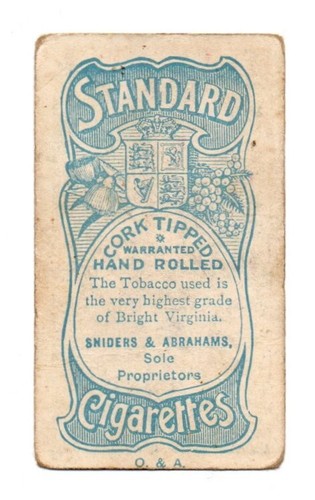 STANDARD
CORK TIPPED
WARRANTED
HAND ROLLED
The Tobacco used is
the very highest grade
of Bright Virginia.
SNIDERS & ABRAHAMS,
Sole
Proprietors
Cigarettes
O. & A.